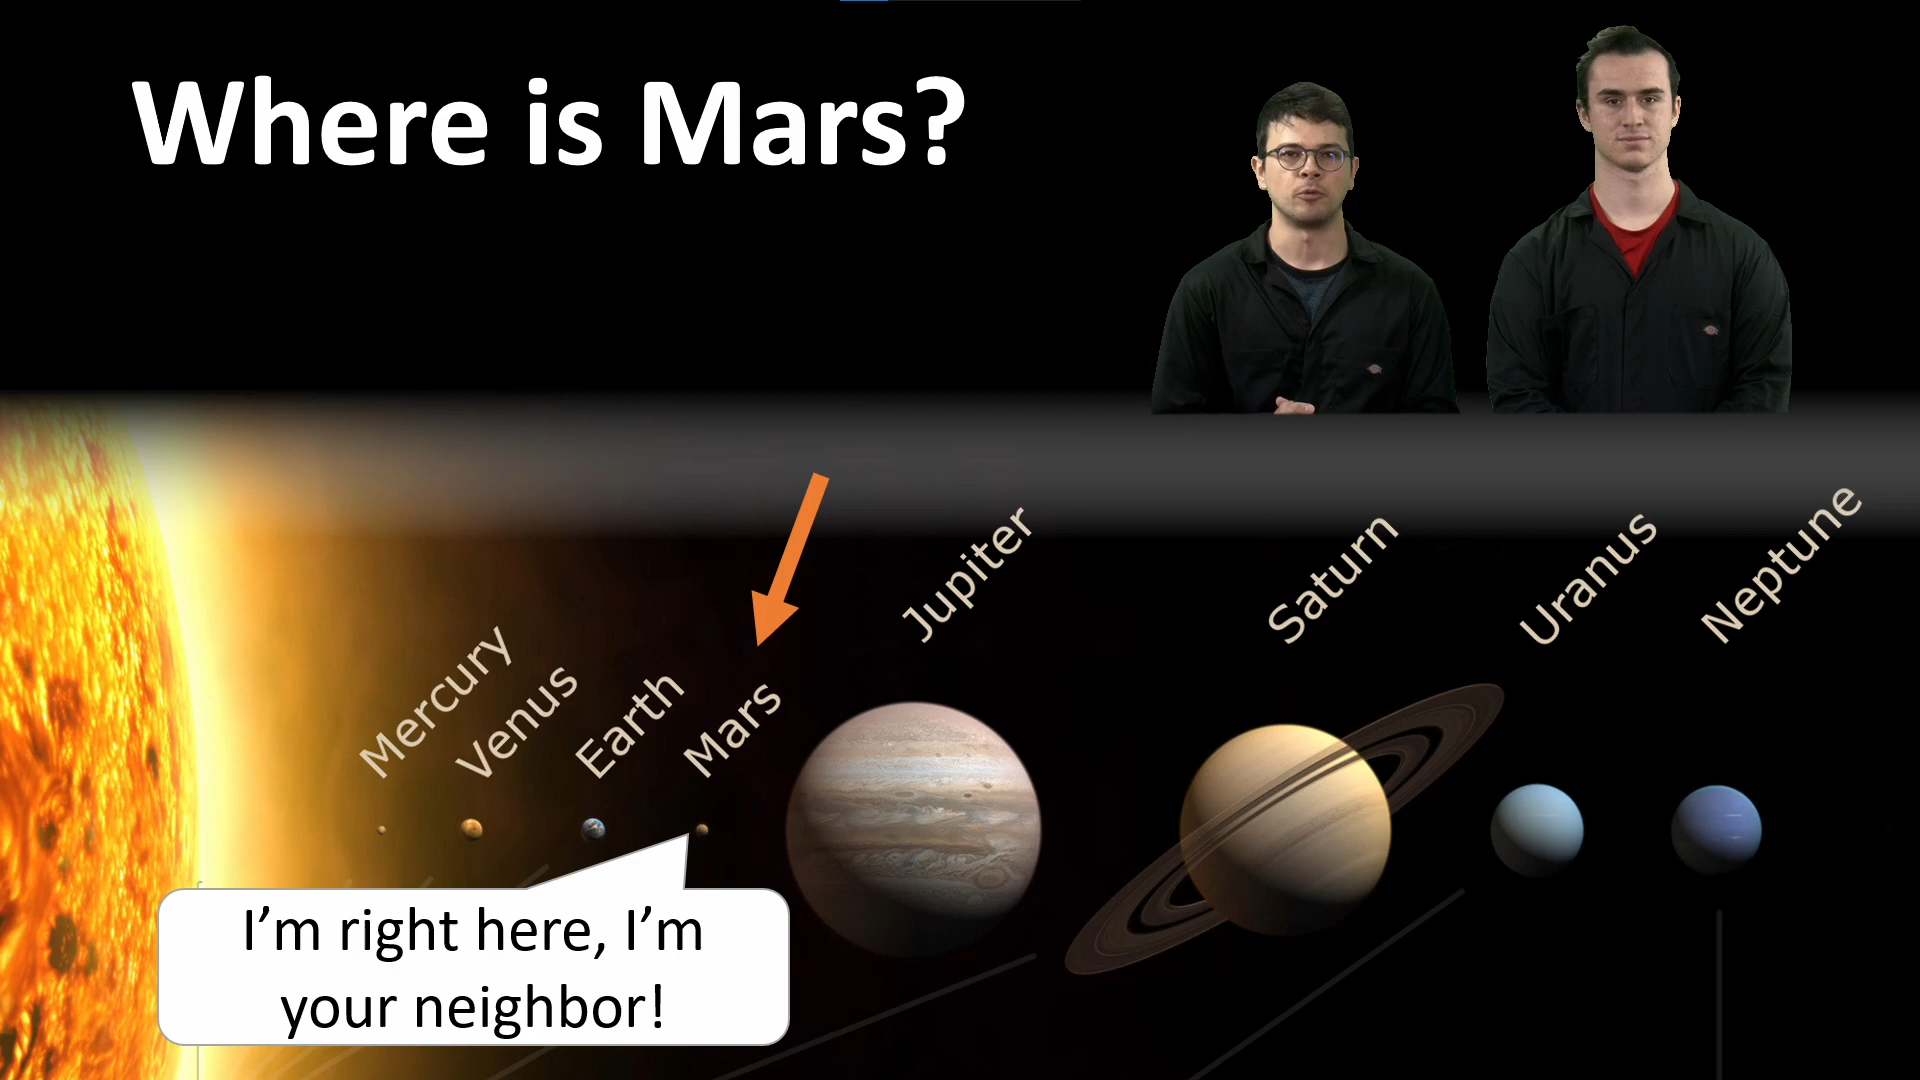 Where is Mars?
Mercury
Venus
Earth
Mars
Jupiter
Saturn
Uranus
Neptune
I’m right here, I’m
your neighbor!